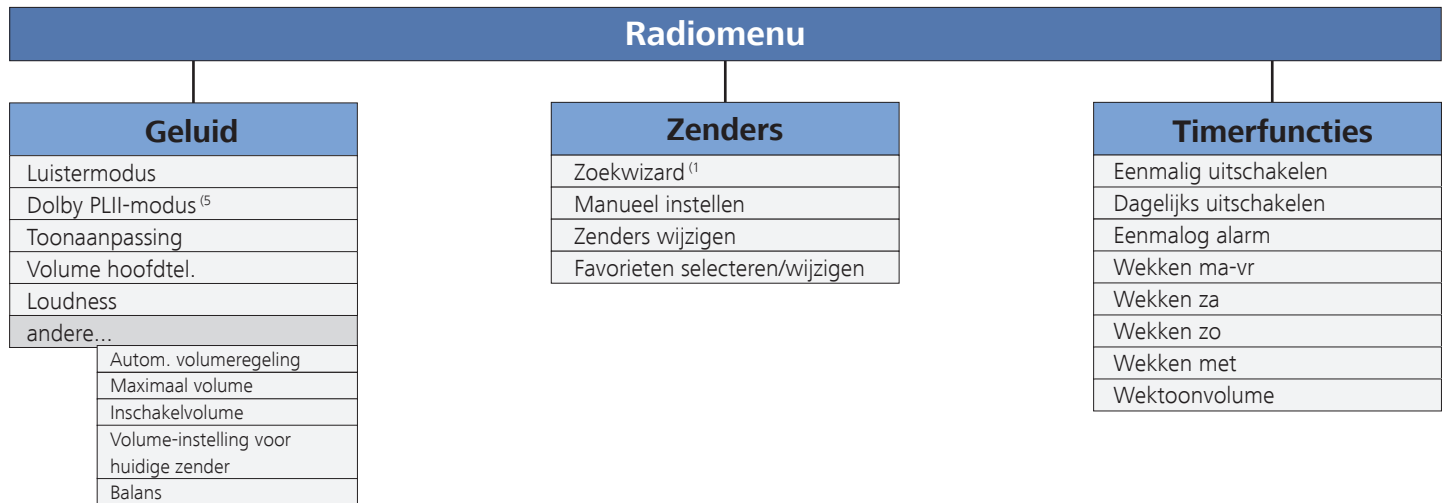 Radiomenu
Geluid
Luistermodus
Dolby PLII-modus (5
Toonaanpassing
Volume hoofdtel.
Loudness
andere...
Autom. volumeregeling
Maximaal volume
Inschakelvolume
Volume-instelling voor
huidige zender
Balans
Zenders
Zoekwizard (1
Manueel instellen
Zenders wijzigen
Favorieten selecteren/wijzigen
Timerfuncties
Eenmalig uitschakelen
Dagelijks uitschakelen
Eenmalog alarm
Wekken ma-vr
Wekken za
Wekken zo
Wekken met
Wektoonvolume